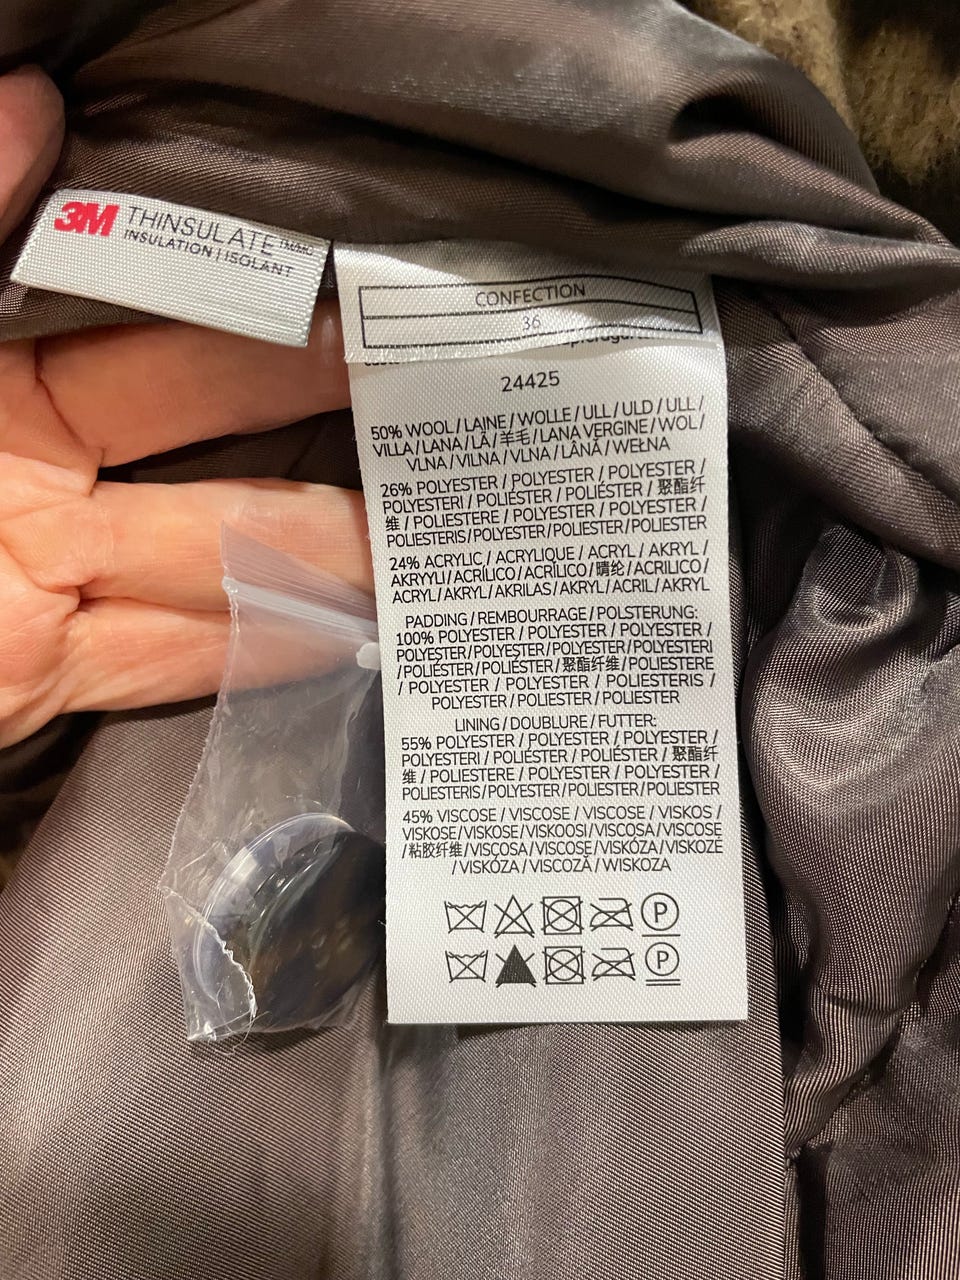 3M THINSULATE TM/MC
INSULATION | ISOLANT
CONFECTION
36
24425
50% WOOL / LAINE / WOLLE / ULL / ULD / ULL /
VILLA / LANA / LÃ / 羊毛 / LANA VERGINE / WOL /
VLNA / VILNA / VLNA / LÂNĂ / WEŁNA
26% POLYESTER / POLYESTER / POLYESTER /
POLYESTERI / POLIÉSTER / POLIÉSTER / 聚酯纤
维 / POLIESTERE / POLYESTER / POLYESTER /
POLIESTERIS / POLYESTER / POLIESTER / POLIESTER
24% ACRYLIC / ACRYLIQUE / ACRYL / AKRYL /
AKRYYLI / ACRÍLICO / ACRÍLICO / 晴纶 / ACRILICO /
ACRYL / AKRYL / AKRILAS / AKRYL / ACRIL / AKRYL
PADDING / REMBOURRAGE / POLSTERUNG:
100% POLYESTER / POLYESTER / POLYESTER /
POLYESTER / POLYESTER / POLYESTER / POLYESTERI
/ POLIÉSTER / POLIÉSTER / 聚酯纤维 / POLIESTERE
/ POLYESTER / POLYESTER / POLIESTERIS /
POLYESTER / POLIESTER / POLIESTER
LINING / DOUBLURE / FUTTER:
55% POLYESTER / POLYESTER / POLYESTER /
POLYESTERI / POLIÉSTER / POLIÉSTER / 聚酯纤
维 / POLIESTERE / POLYESTER / POLYESTER /
POLIESTERIS / POLYESTER / POLIESTER / POLIESTER
45% VISCOSE / VISCOSE / VISCOSE / VISKOS /
VISKOSE / VISKOSE / VISKOOSI / VISCOSA / VISCOSE
/ 粘胶纤维 / VISCOSA / VISCOSE / VISKÓZA / VISKOZĖ
/ VISKÓZA / VISCOZĂ / WISKOZA
P
P